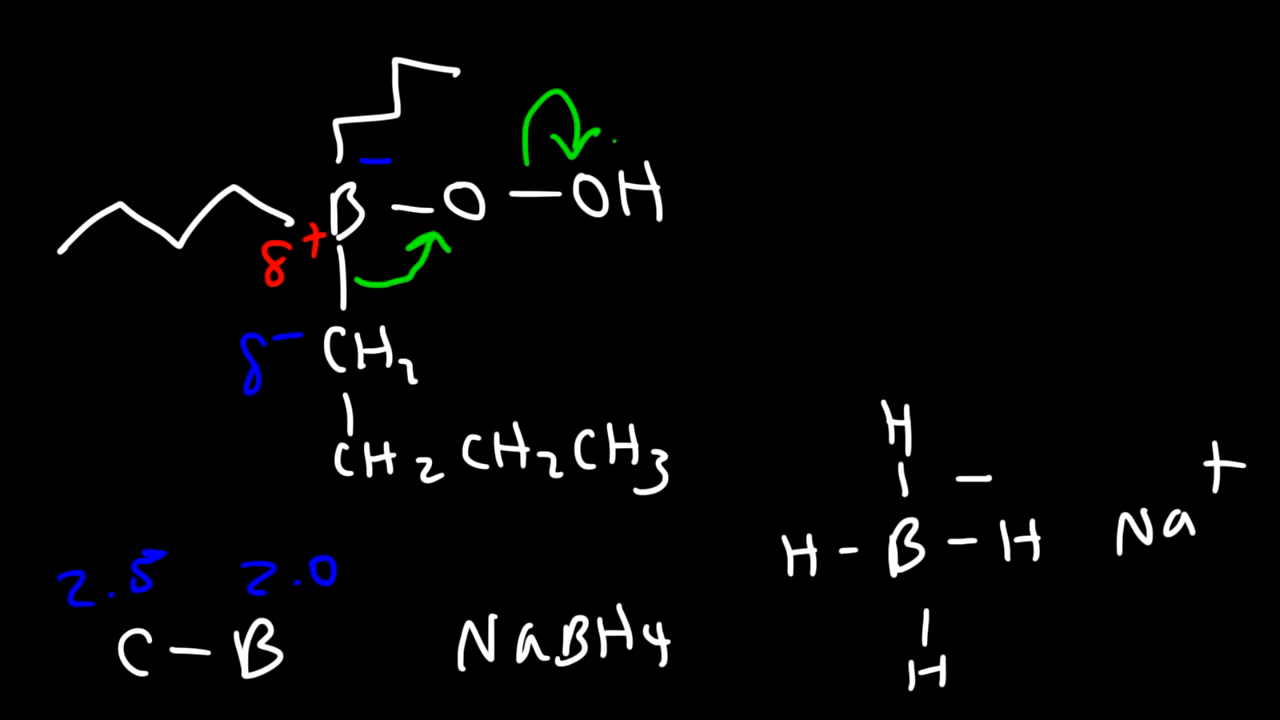 B – O – OH
δ+
δ– CH2
CH2CH2CH3
H
H – B – H Na+
H
2.5 2.0
C – B
NaBH4